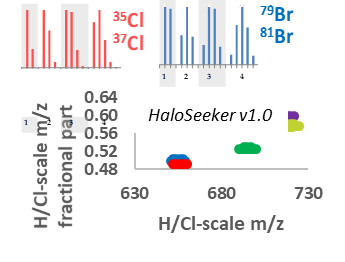 35Cl
37Cl
79Br
81Br
1 2 3 4
1 2 3 4
HaloSeeker v1.0
H/Cl-scale m/z
fractional part
0.64
0.60
0.56
0.52
0.48
630 680 730
H/Cl-scale m/z